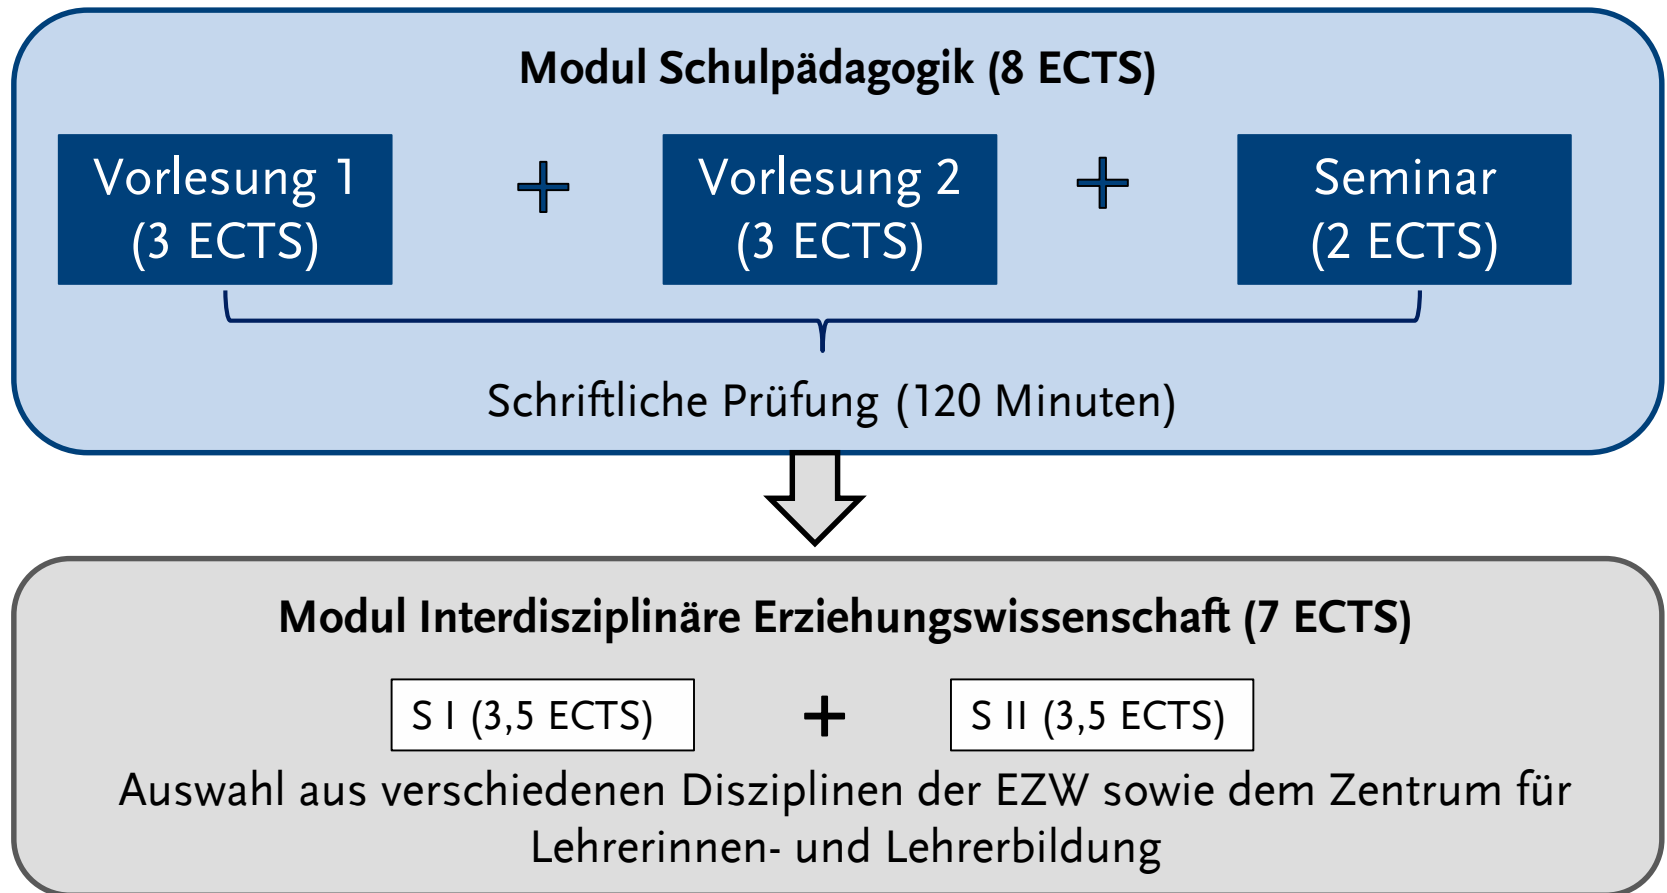 Modul Schulpädagogik (8 ECTS)
Vorlesung 1
(3 ECTS)
+
Vorlesung 2
(3 ECTS)
+
Seminar
(2 ECTS)
Schriftliche Prüfung (120 Minuten)
Modul Interdisziplinäre Erziehungswissenschaft (7 ECTS)
S I (3,5 ECTS)
+
S II (3,5 ECTS)
Auswahl aus verschiedenen Disziplinen der EZW sowie dem Zentrum für
Lehrerinnen- und Lehrerbildung